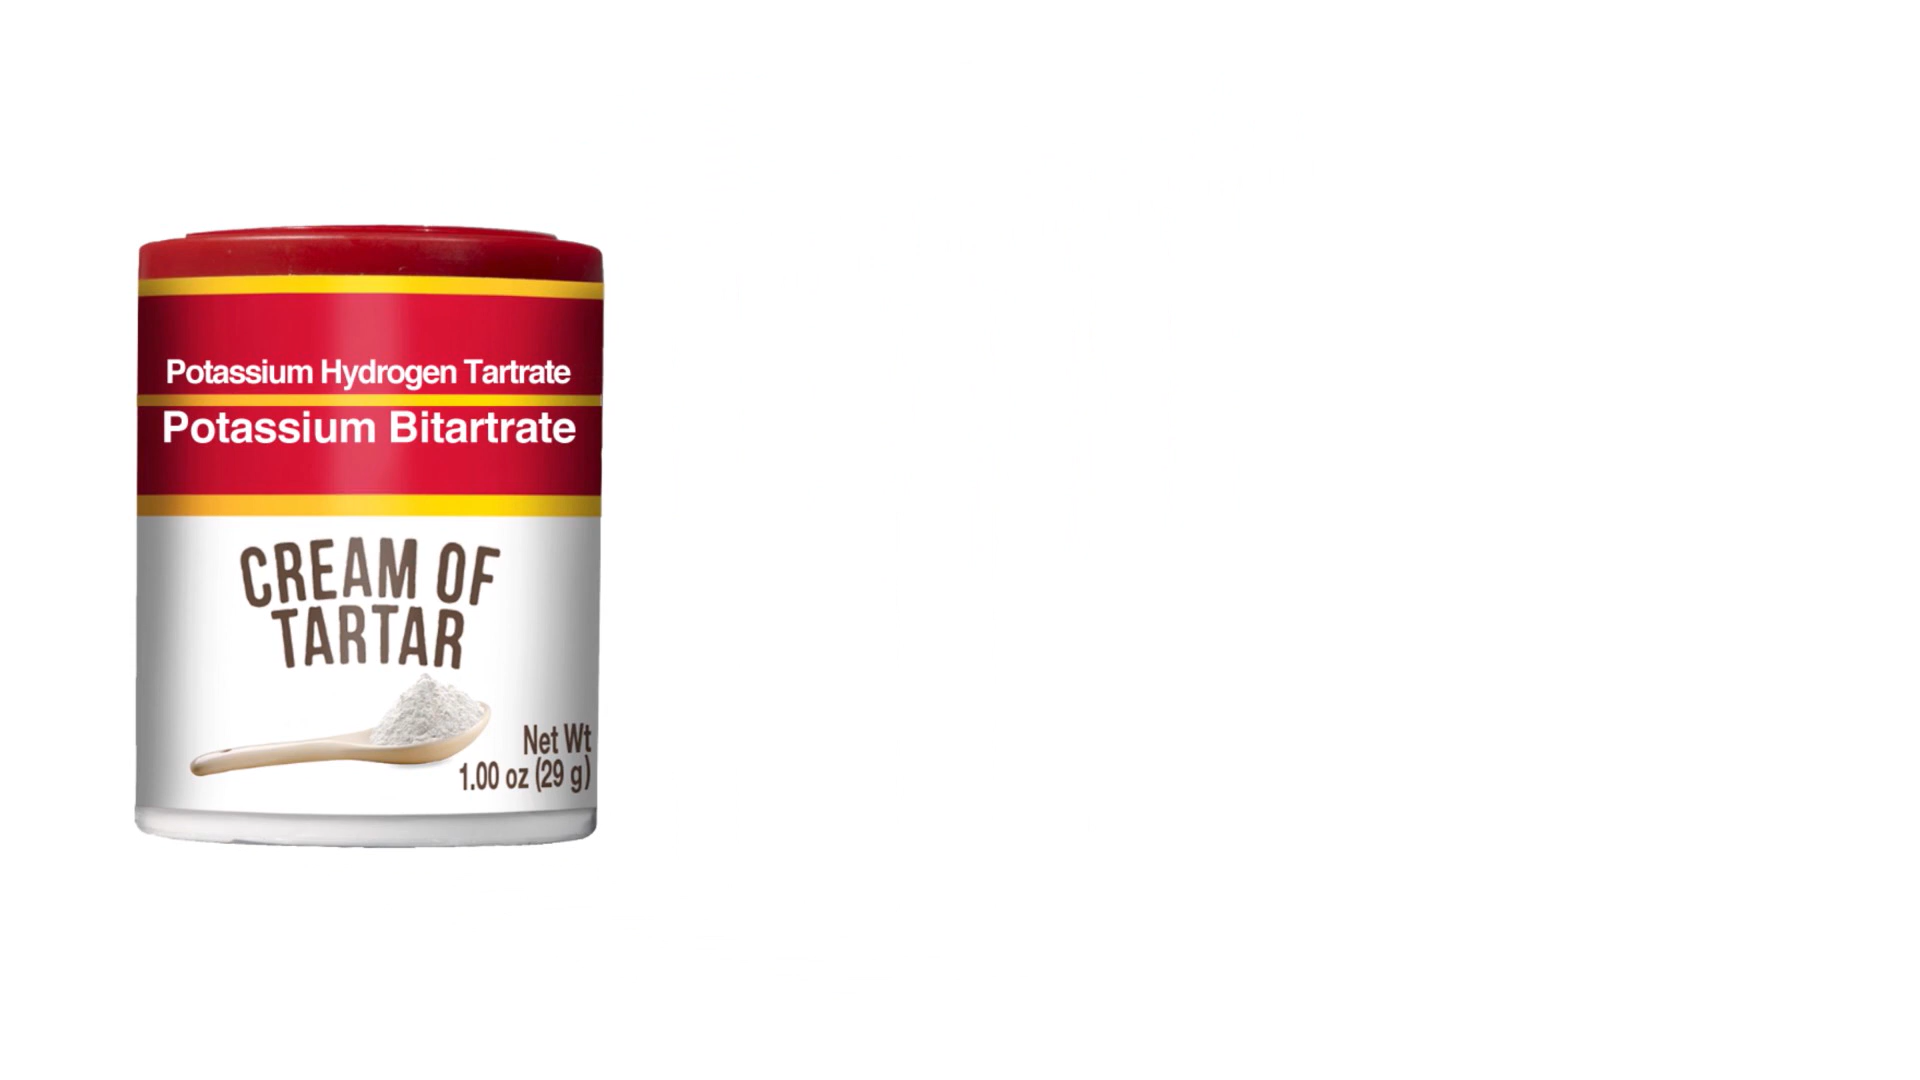 Potassium Hydrogen Tartrate
Potassium Bitartrate
CREAM OF
TARTAR
Net Wt
1.00 oz (29 g)